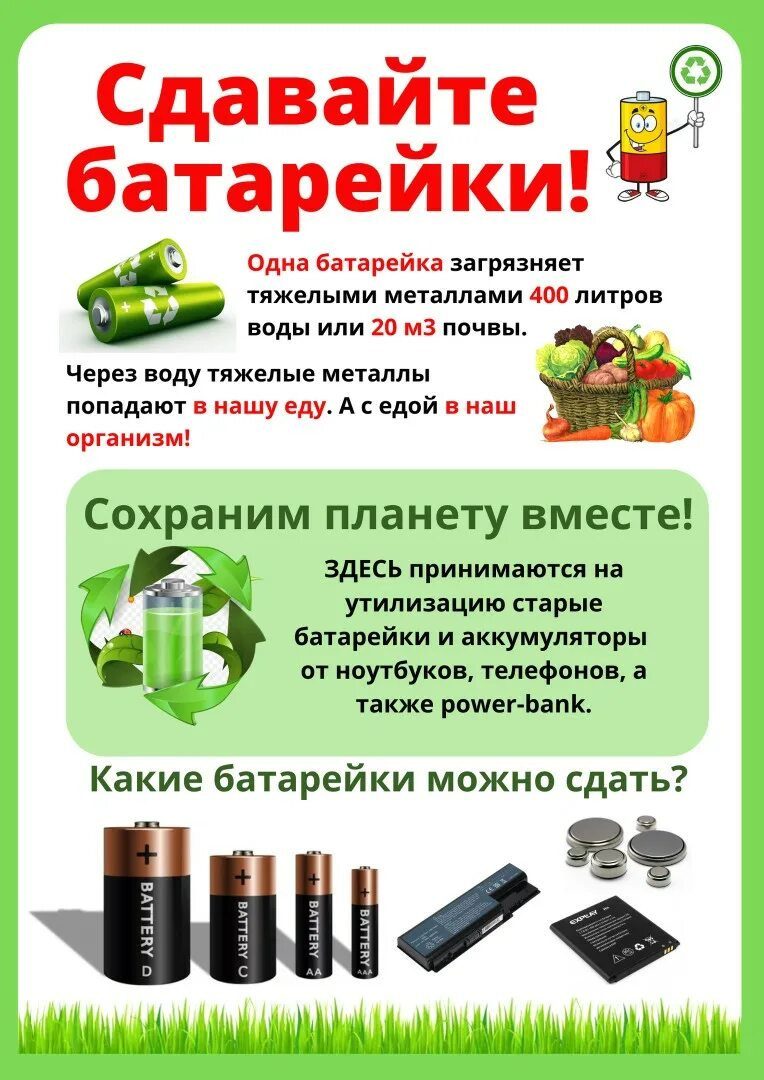 Сдавайте
батарейки!
Одна батарейка загрязняет
тяжелыми металлами 400 литров
воды или 20 м3 почвы.
Через воду тяжелые металлы
попадают в нашу еду. А с едой в наш
организм!
Сохраним планету вместе!
ЗДЕСЬ принимаются на
утилизацию старые
батарейки и аккумуляторы
от ноутбуков, телефонов, а
также power-bank.
Какие батарейки можно сдать?
BATTERY D
BATTERY C
BATTERY AA
BATTERY AAA
EXPLAY